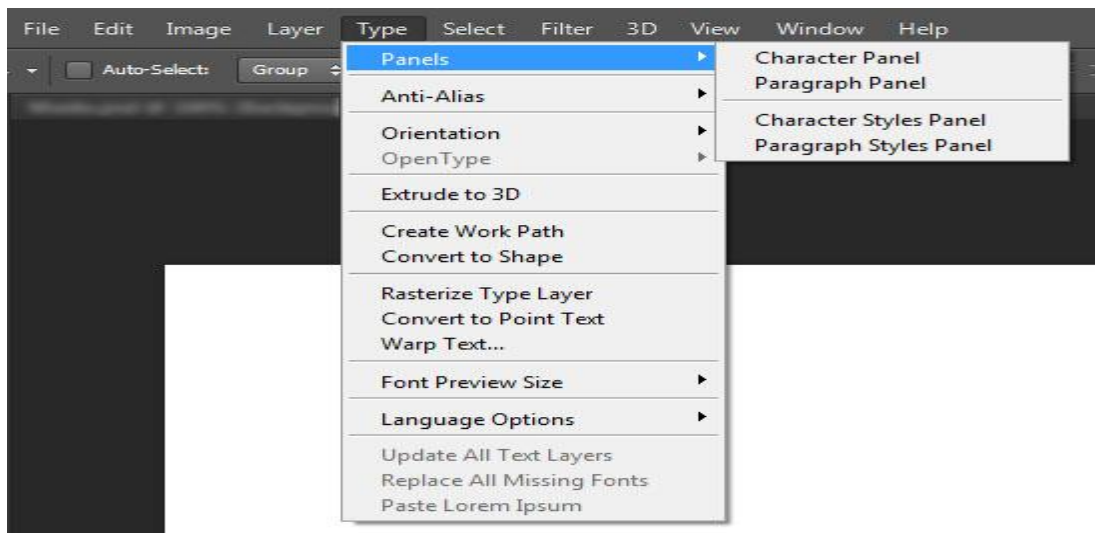 File Edit Image Layer Type Select Filter 3D View Window Help
Auto-Select: Group
Panels
Anti-Alias
Orientation
OpenType
Extrude to 3D
Create Work Path
Convert to Shape
Rasterize Type Layer
Convert to Point Text
Warp Text...
Font Preview Size
Language Options
Update All Text Layers
Replace All Missing Fonts
Paste Lorem Ipsum
Character Panel
Paragraph Panel
Character Styles Panel
Paragraph Styles Panel